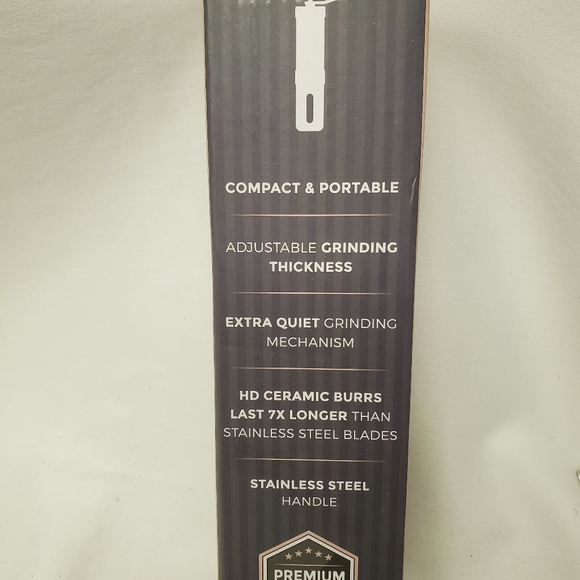 COMPACT & PORTABLE
ADJUSTABLE GRINDING
THICKNESS
EXTRA QUIET GRINDING
MECHANISM
HD CERAMIC BURRS
LAST 7X LONGER THAN
STAINLESS STEEL BLADES
STAINLESS STEEL
HANDLE
PREMIUM